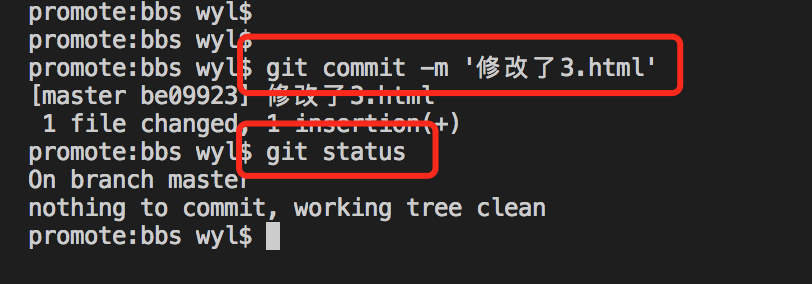 promote:bbs wyl$
promote:bbs wyl$
promote:bbs wyl$ git commit -m '修改了3.html'
[master be09923] 修改了3.html
 1 file changed, 1 insertion(+)
promote:bbs wyl$ git status
On branch master
nothing to commit, working tree clean
promote:bbs wyl$